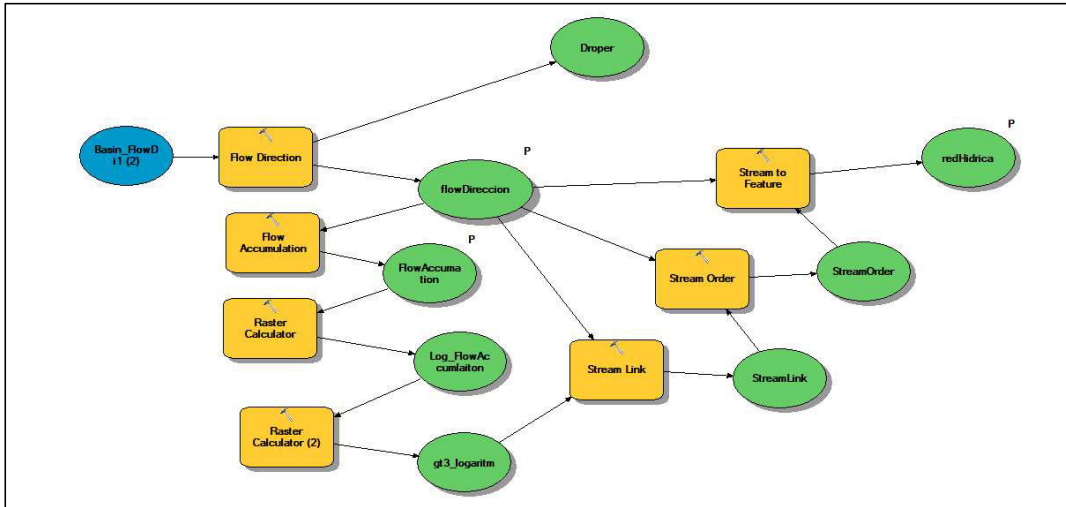 Droper
Basin_FlowD
i1 (2)
Flow Direction
P
flowDireccion
Stream to
Feature
P
redHidrica
Flow
Accumulation
P
FlowAccuma
tion
Stream Order
StreamOrder
Raster
Calculator
Log_FlowAc
cumlaiton
Stream Link
StreamLink
Raster
Calculator (2)
gt3_logaritm